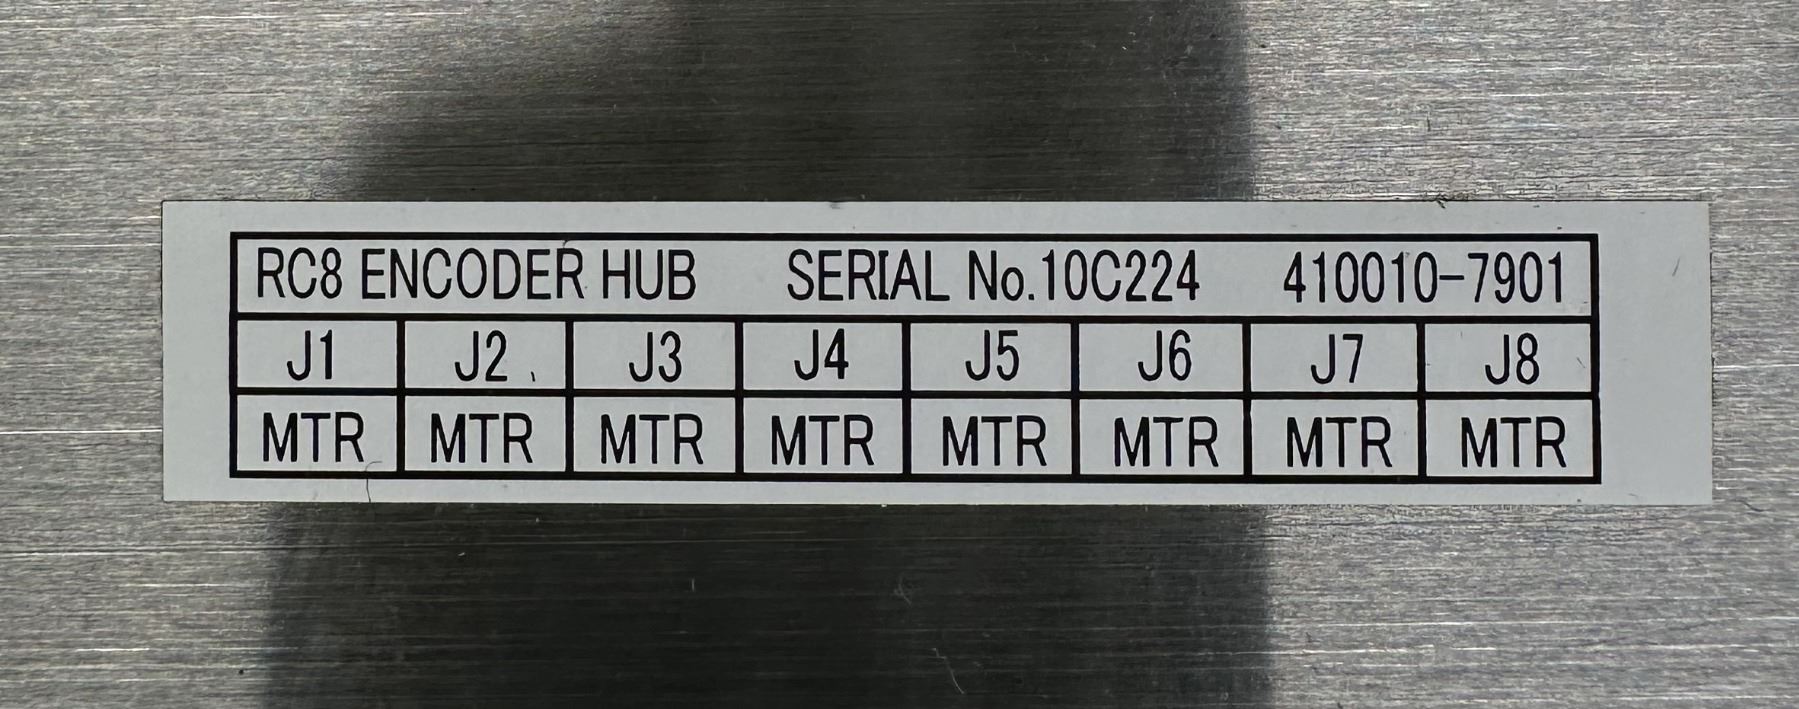 RC8 ENCODER HUB SERIAL No.10C224 410010-7901
J1 J2 J3 J4 J5 J6 J7 J8
MTR MTR MTR MTR MTR MTR MTR MTR